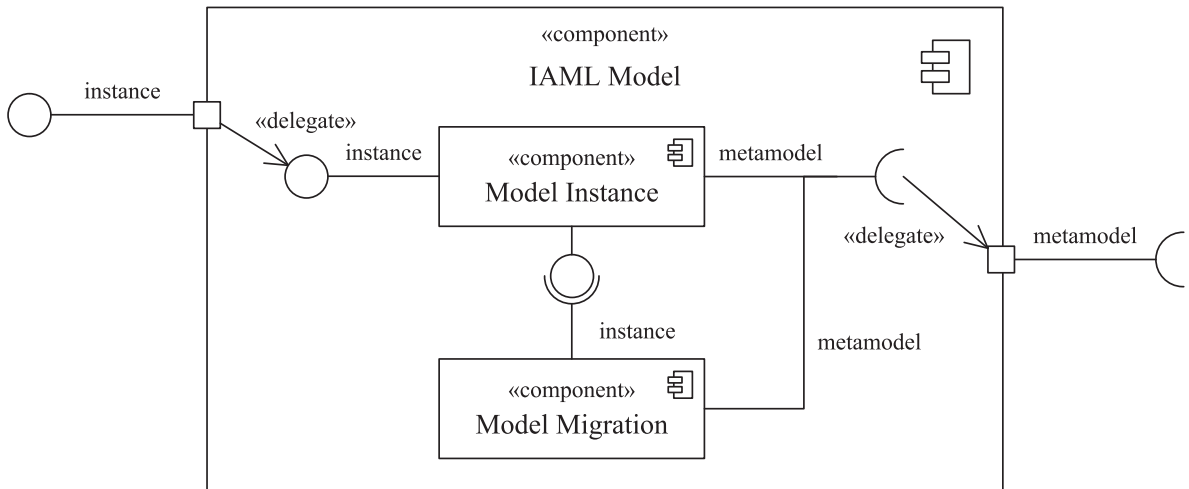 «component»
IAML Model
instance
«delegate»
instance
«component»
Model Instance
metamodel
«delegate»
metamodel
instance
metamodel
«component»
Model Migration